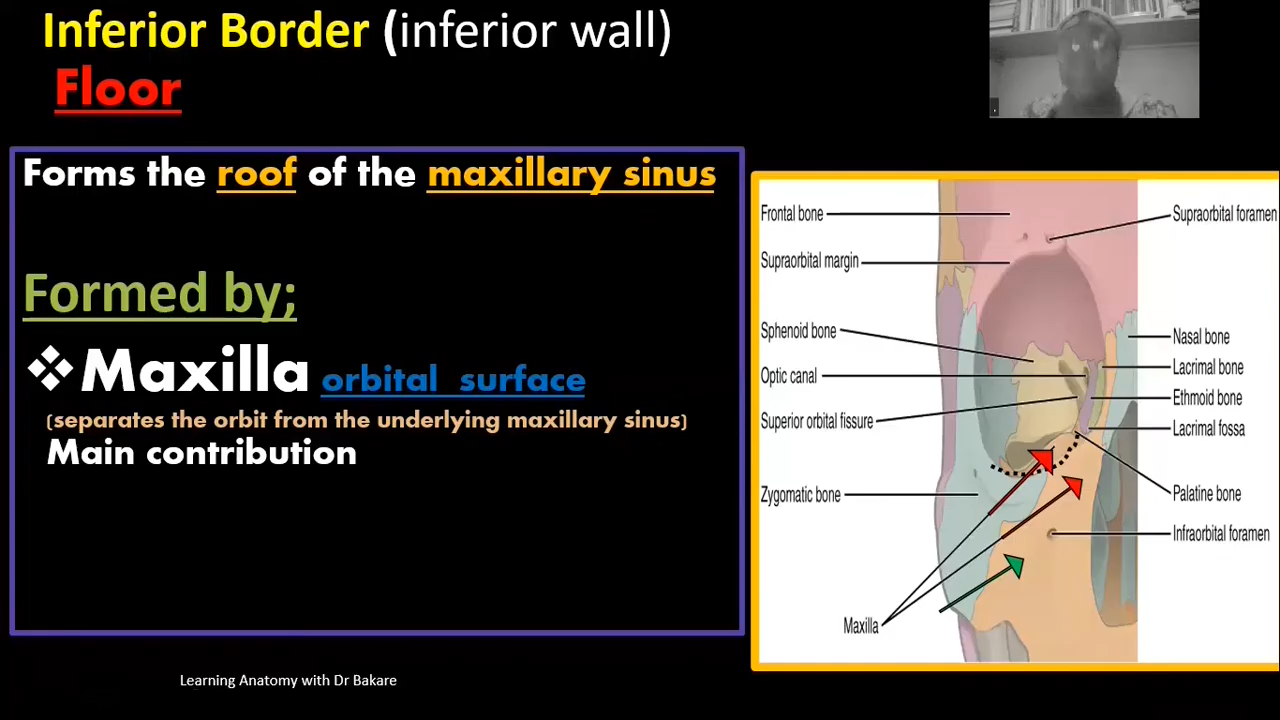 Inferior Border (inferior wall)
Floor
Forms the roof of the maxillary sinus
Formed by;
❖Maxilla orbital surface
(separates the orbit from the underlying maxillary sinus)
Main contribution
Frontal bone
Supraorbital margin
Sphenoid bone
Optic canal
Superior orbital fissure
Zygomatic bone
Maxilla
Supraorbital foramen
Nasal bone
Lacrimal bone
Ethmoid bone
Lacrimal fossa
Palatine bone
Infraorbital foramen
Learning Anatomy with Dr Bakare